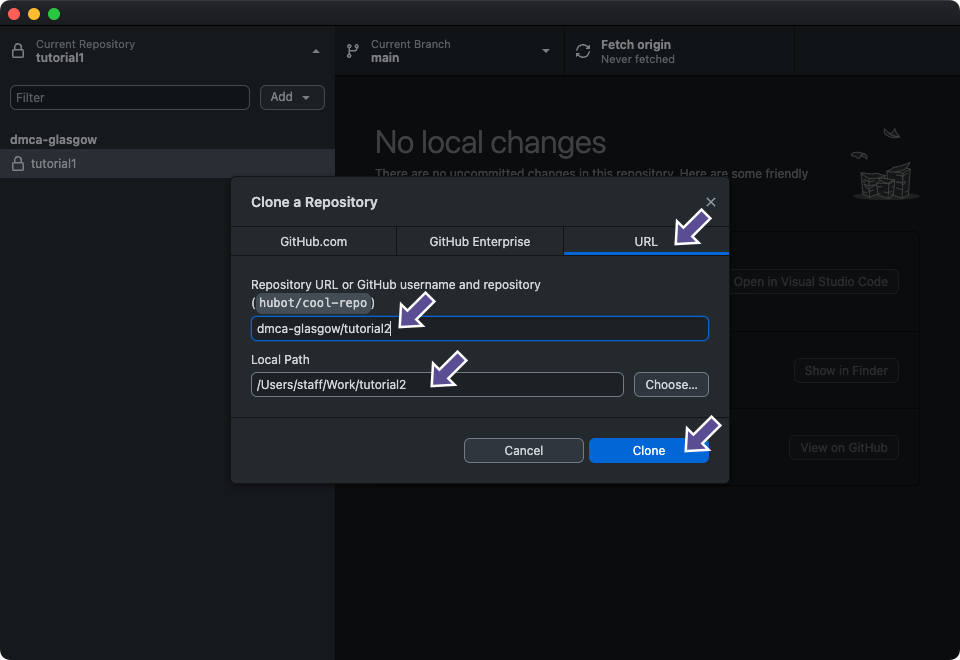 Current Repository
tutorial1
Current Branch
main
Fetch origin
Never fetched
Filter
Add
dmca-glasgow
tutorial1
No local changes
There are no uncommitted changes in this repository. Here are some friendly
Clone a Repository
GitHub.com
GitHub Enterprise
URL
Repository URL or GitHub username and repository
(hubot/cool-repo)
dmca-glasgow/tutorial2
Local Path
/Users/staff/Work/tutorial2
Choose...
Cancel
Clone
Open in Visual Studio Code
Show in Finder
View on GitHub